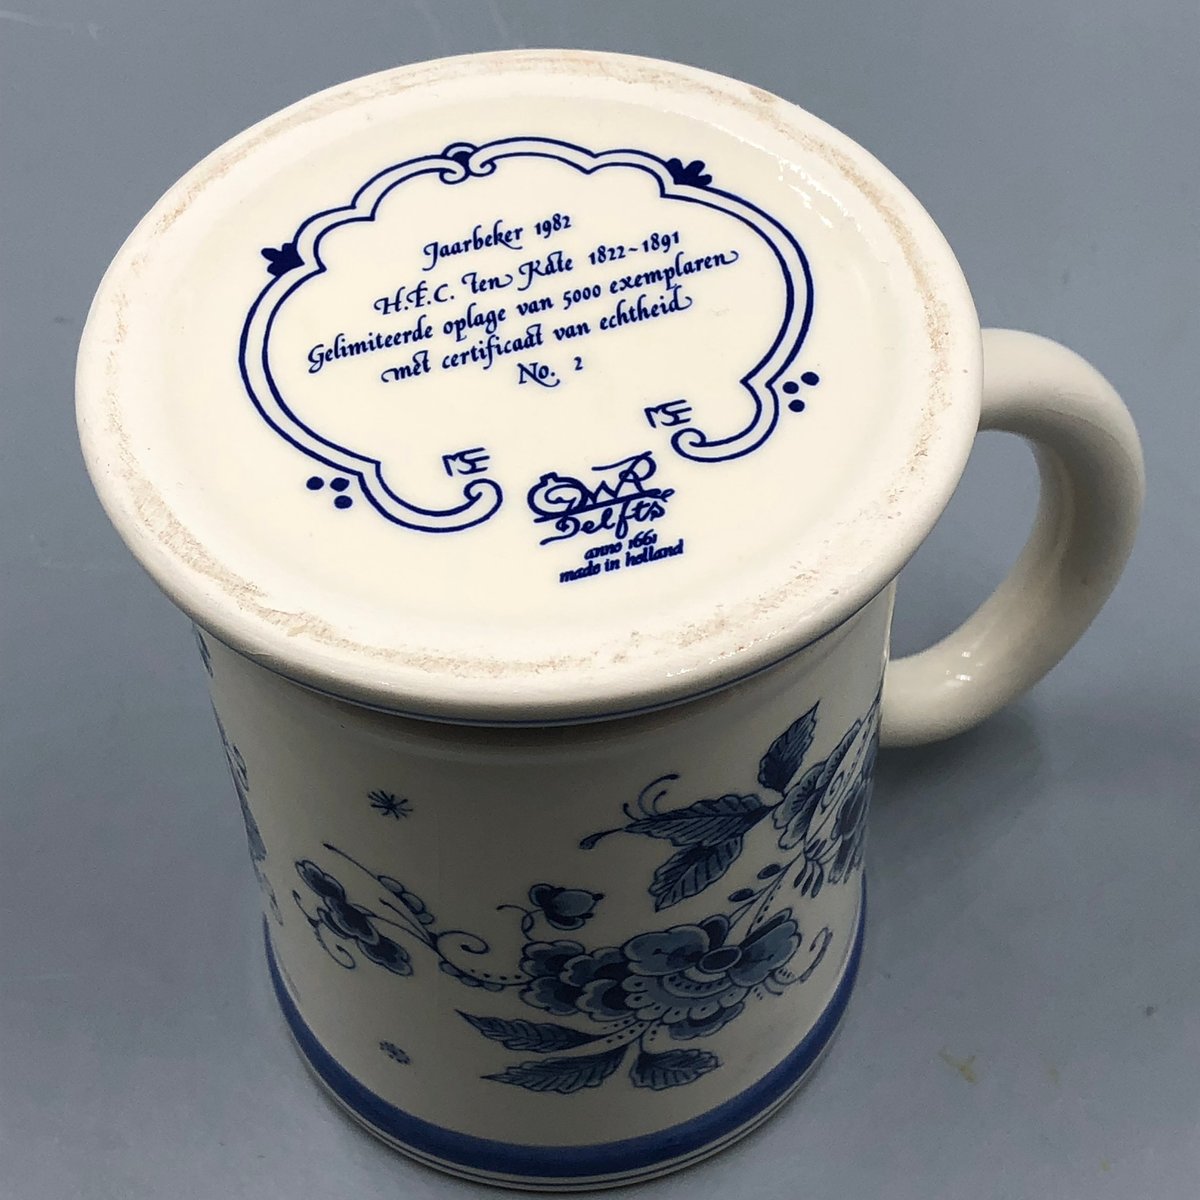 Jaarbeker 1982
H.F.C. ten Kate 1822-1891
Gelimiteerde oplage van 5000 exemplaren
met certificaat van echtheid
No. 2
Delfts
anno 1661
made in holland